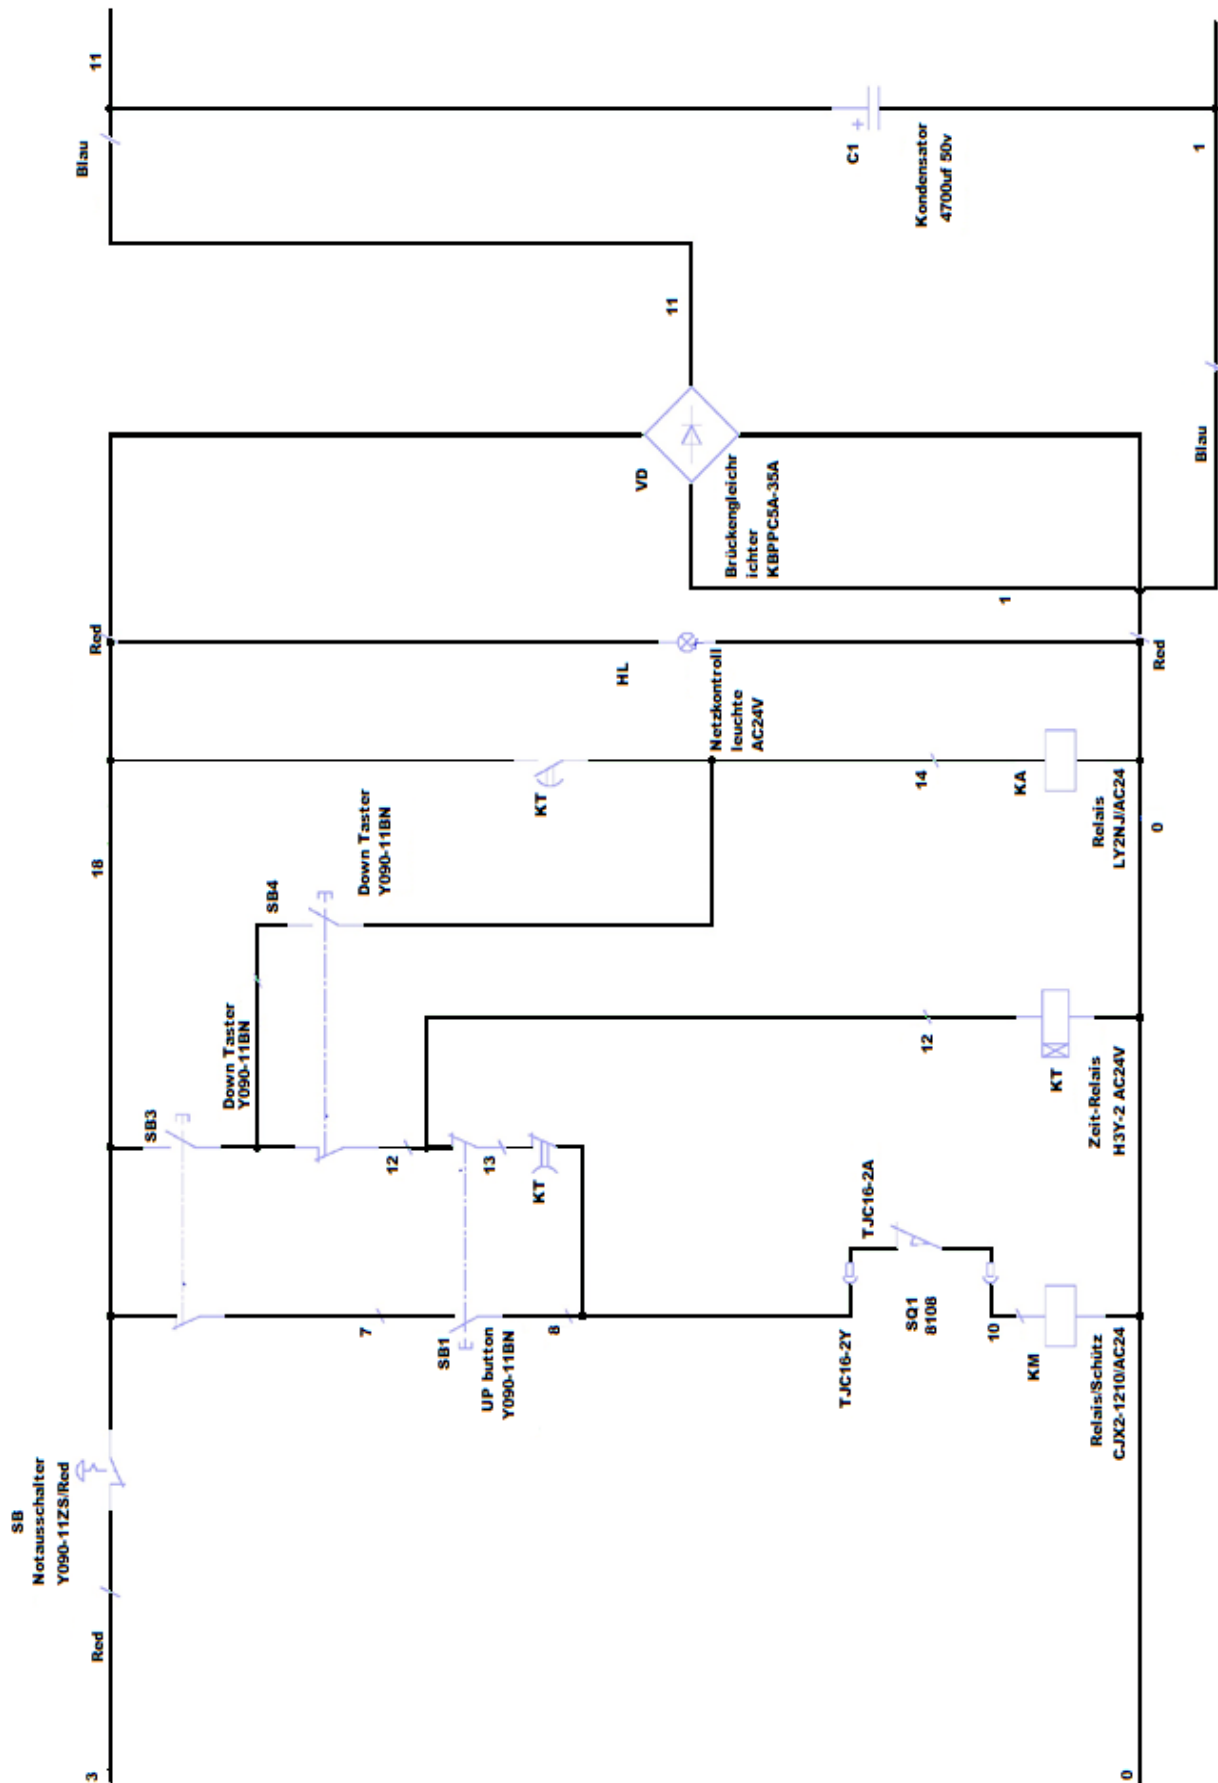 3
Red
SB
Notausschalter
Y090-11ZS/Red
18
Red
Blau
11
7
SB1
UP button
Y090-11BN
8
SB3
Down Taster
Y090-11BN
12
13
KT
SB4
Down Taster
Y090-11BN
KT
HL
Netzkontroll
leuchte
AC24V
VD
Brückengleichr
ichter
KBPPC5A-35A
11
C1
Kondensator
4700uf 50v
TJC16-2Y
TJC16-2A
SQ1
8108
10
KM
Relais/Schütz
CJX2-1210/AC24
12
KT
Zeit-Relais
H3Y-2 AC24V
14
KA
Relais
LY2NJ/AC24
1
0
0
Red
Blau
1